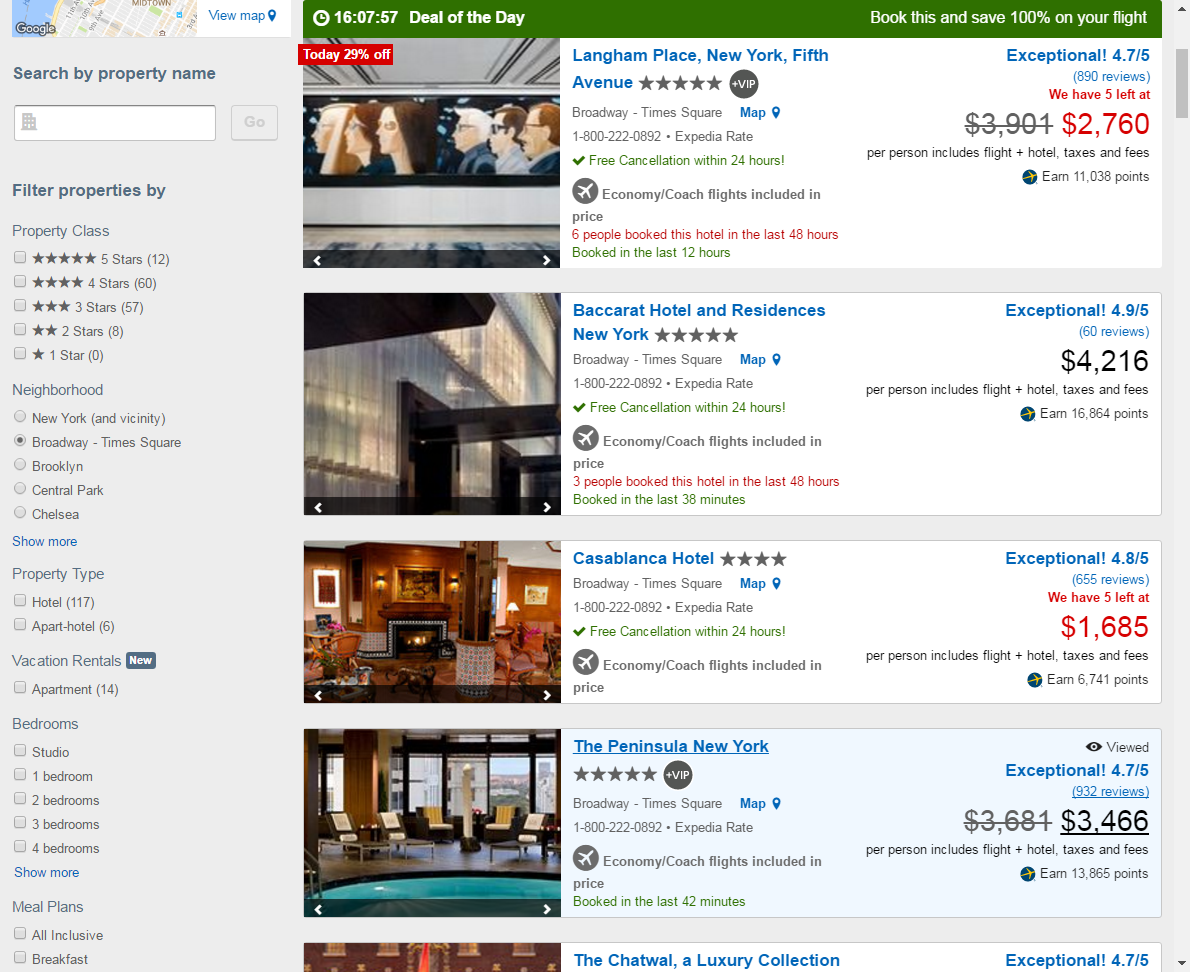 Google
MIDTOWN
View map
Search by property name
Go
Filter properties by
Property Class
5 Stars (12)
4 Stars (60)
3 Stars (57)
2 Stars (8)
1 Star (0)
Neighborhood
New York (and vicinity)
Broadway - Times Square
Brooklyn
Central Park
Chelsea
Show more
Property Type
Hotel (117)
Apart-hotel (6)
Vacation Rentals New
Apartment (14)
Bedrooms
Studio
1 bedroom
2 bedrooms
3 bedrooms
4 bedrooms
Show more
Meal Plans
All Inclusive
Breakfast
16:07:57 Deal of the Day
Book this and save 100% on your flight
Today 29% off
Langham Place, New York, Fifth
Avenue +VIP
Broadway - Times Square Map
1-800-222-0892 • Expedia Rate
Free Cancellation within 24 hours!
Economy/Coach flights included in
price
6 people booked this hotel in the last 48 hours
Booked in the last 12 hours
Exceptional! 4.7/5
(890 reviews)
We have 5 left at
$3,901 $2,760
per person includes flight + hotel, taxes and fees
Earn 11,038 points
Baccarat Hotel and Residences
New York
Broadway - Times Square Map
1-800-222-0892 • Expedia Rate
Free Cancellation within 24 hours!
Economy/Coach flights included in
price
3 people booked this hotel in the last 48 hours
Booked in the last 38 minutes
Exceptional! 4.9/5
(60 reviews)
$4,216
per person includes flight + hotel, taxes and fees
Earn 16,864 points
Casablanca Hotel
Broadway - Times Square Map
1-800-222-0892 • Expedia Rate
Free Cancellation within 24 hours!
Economy/Coach flights included in
price
Exceptional! 4.8/5
(655 reviews)
We have 5 left at
$1,685
per person includes flight + hotel, taxes and fees
Earn 6,741 points
The Peninsula New York
+VIP
Broadway - Times Square Map
1-800-222-0892 • Expedia Rate
Economy/Coach flights included in
price
Booked in the last 42 minutes
Viewed
Exceptional! 4.7/5
(932 reviews)
$3,681 $3,466
per person includes flight + hotel, taxes and fees
Earn 13,865 points
The Chatwal, a Luxury Collection
Exceptional! 4.7/5